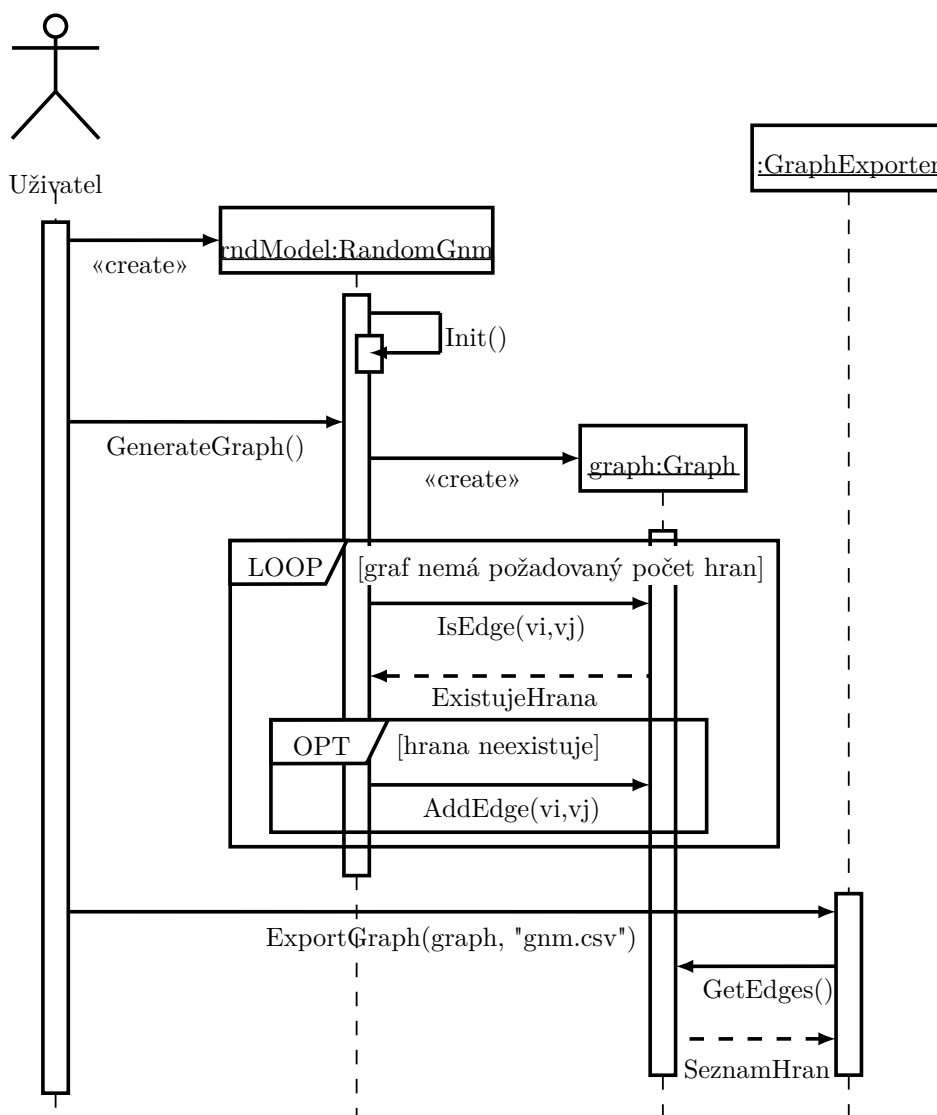 :GraphExporter
Uživatel
rndModel:RandomGnm
«create»
Init()
GenerateGraph()
graph:Graph
«create»
LOOP
[graf nemá požadovaný počet hran]
IsEdge(vi,vj)
ExistujeHrana
OPT
[hrana neexistuje]
AddEdge(vi,vj)
ExportGraph(graph, "gnm.csv")
GetEdges()
SeznamHran